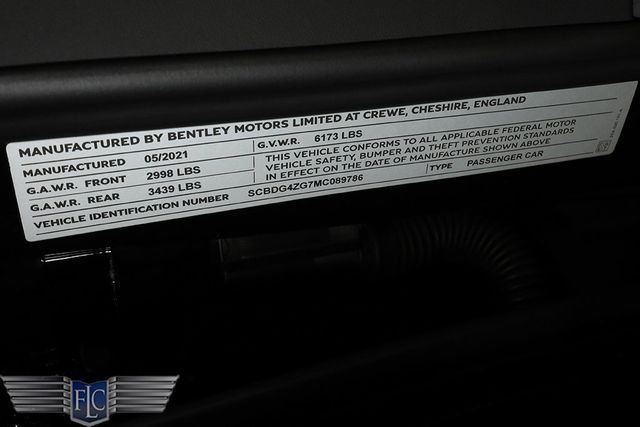 MANUFACTURED BY BENTLEY MOTORS LIMITED AT CREWE, CHESHIRE, ENGLAND
MANUFACTURED 05/2021 G.V.W.R. 6173 LBS
G.A.W.R. FRONT 2998 LBS
G.A.W.R. REAR 3439 LBS
THIS VEHICLE CONFORMS TO ALL APPLICABLE FEDERAL MOTOR
VEHICLE SAFETY, BUMPER AND THEFT PREVENTION STANDARDS
IN EFFECT ON THE DATE OF MANUFACTURE SHOWN ABOVE
VEHICLE IDENTIFICATION NUMBER SCBDG4ZG7MC089786 TYPE PASSENGER CAR
FLC